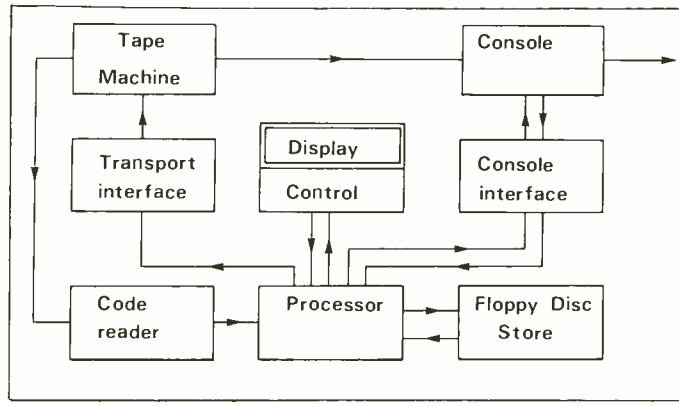 Tape
Machine
Console
Transport
interface
Display
Control
Console
interface
Code
reader
Processor
Floppy Disc
Store